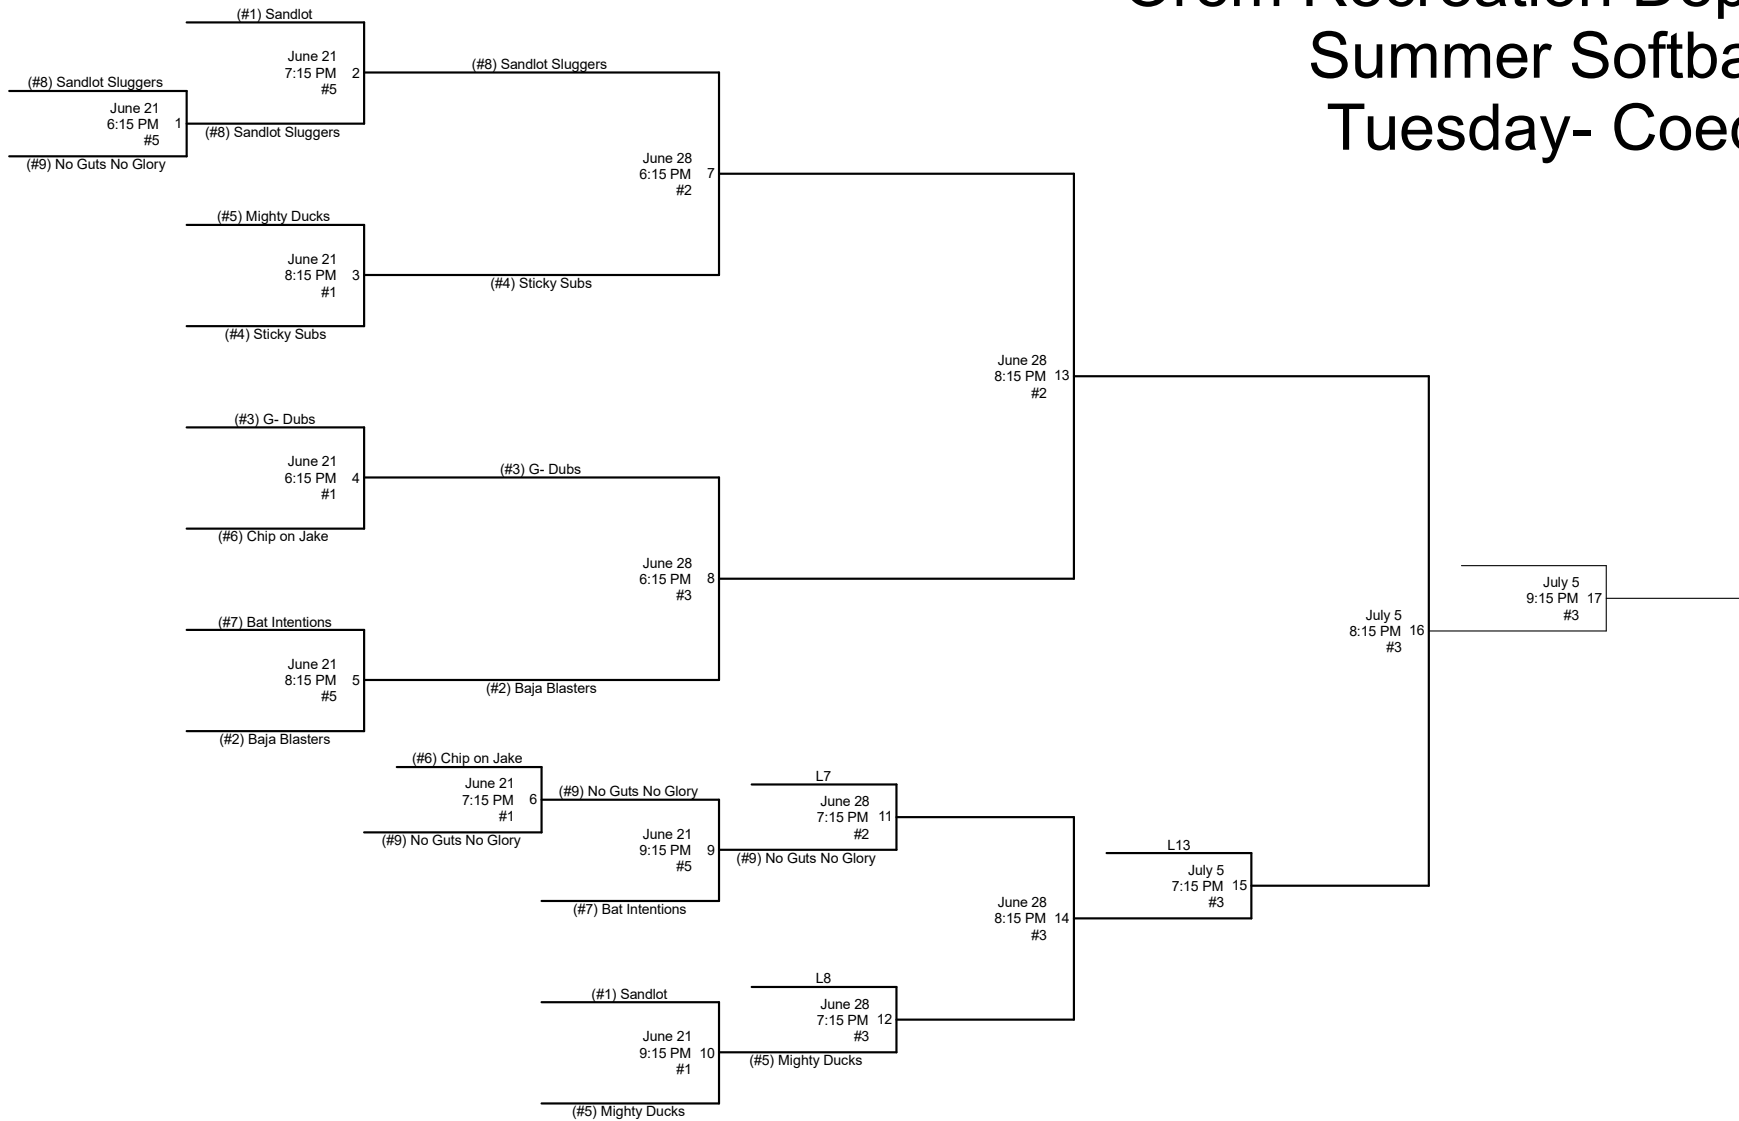 Summer Softba
Tuesday- Coed
(#1) Sandlot
June 21
7:15 PM 2
#5
(#8) Sandlot Sluggers
(#8) Sandlot Sluggers
June 21
6:15 PM 1
#5
(#8) Sandlot Sluggers
(#9) No Guts No Glory
June 28
6:15 PM 7
#2
(#5) Mighty Ducks
June 21
8:15 PM 3
#1
(#4) Sticky Subs
(#4) Sticky Subs
June 28
8:15 PM 13
#2
(#3) G- Dubs
June 21
6:15 PM 4
#1
(#3) G- Dubs
(#6) Chip on Jake
June 28
6:15 PM 8
#3
July 5
9:15 PM 17
#3
(#7) Bat Intentions
July 5
8:15 PM 16
#3
June 21
8:15 PM 5
#5
(#2) Baja Blasters
(#2) Baja Blasters
(#6) Chip on Jake
June 21
7:15 PM 6
#1
(#9) No Guts No Glory
(#9) No Guts No Glory
L7
June 28
7:15 PM 11
#2
June 21
9:15 PM 9
#5
(#9) No Guts No Glory
L13
July 5
7:15 PM 15
#3
(#7) Bat Intentions
June 28
8:15 PM 14
#3
L8
(#1) Sandlot
June 28
7:15 PM 12
#3
June 21
9:15 PM 10
#1
(#5) Mighty Ducks
(#5) Mighty Ducks